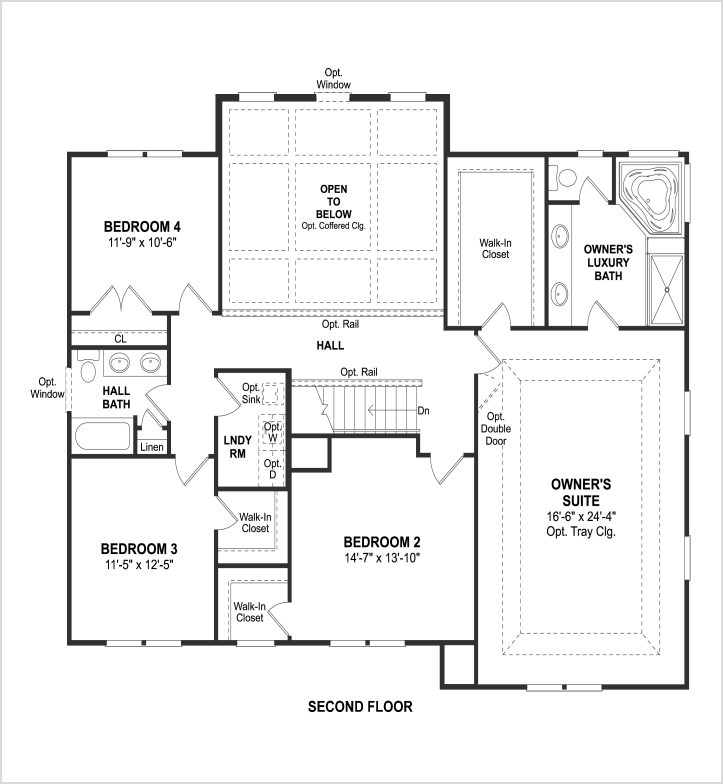 Opt.
Window
OPEN
TO
BELOW
Opt. Coffered Clg.
BEDROOM 4
11'-9" x 10'-6"
Walk-In
Closet
OWNER'S
LUXURY
BATH
CL
Opt. Rail
HALL
Opt.
Window
HALL
BATH
Linen
Opt.
Sink
Opt.
W
Opt.
D
LNDY
RM
Opt. Rail
Dn
Opt.
Double
Door
OWNER'S
SUITE
16'-6" x 24'-4"
Opt. Tray Clg.
BEDROOM 3
11'-5" x 12'-5"
Walk-In
Closet
BEDROOM 2
14'-7" x 13'-10"
Walk-In
Closet
SECOND FLOOR